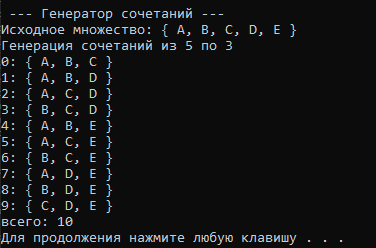 --- Генератор сочетаний ---
Исходное множество: { A, B, C, D, E }
Генерация сочетаний из 5 по 3
0: { A, B, C }
1: { A, B, D }
2: { A, C, D }
3: { B, C, D }
4: { A, B, E }
5: { A, C, E }
6: { B, C, E }
7: { A, D, E }
8: { B, D, E }
9: { C, D, E }
всего: 10
Для продолжения нажмите любую клавишу . . .